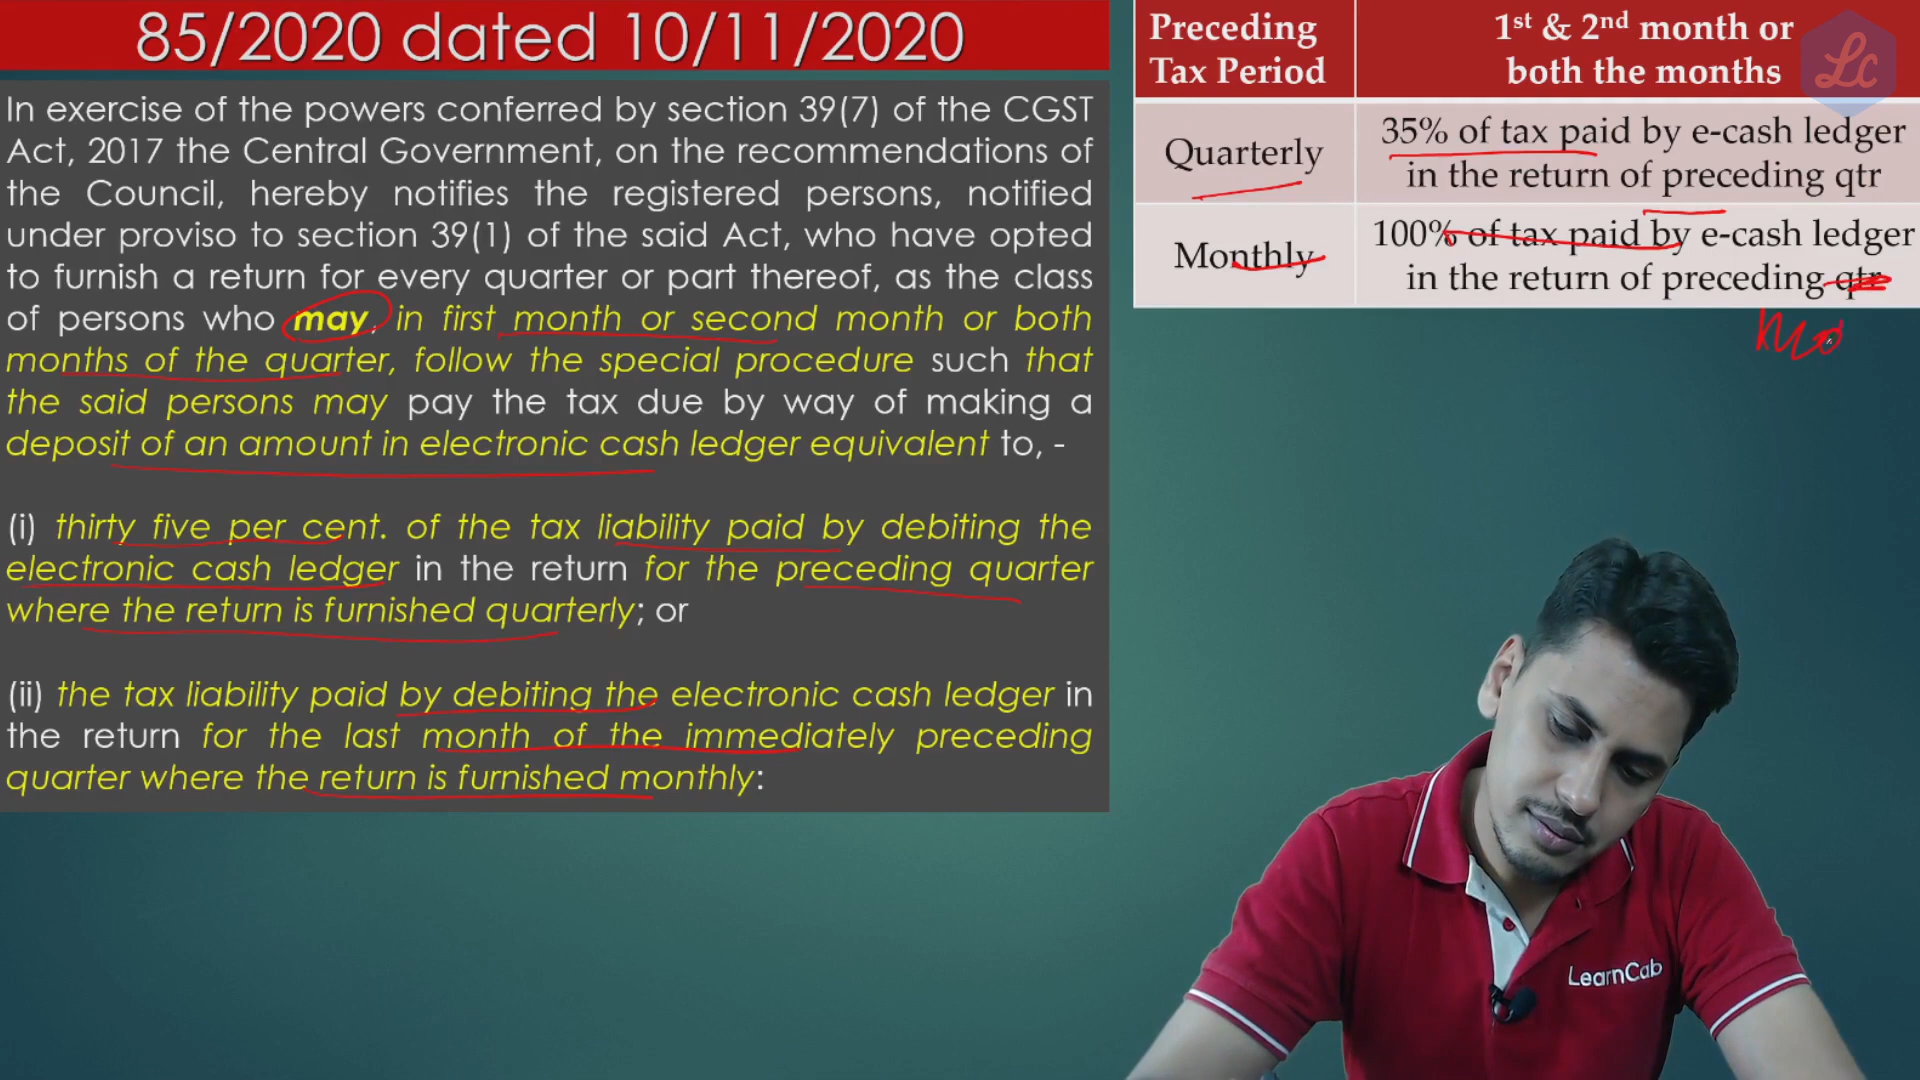 85/2020 dated 10/11/2020
In exercise of the powers conferred by section 39(7) of the CGST
Act, 2017 the Central Government, on the recommendations of
the Council, hereby notifies the registered persons, notified
under proviso to section 39(1) of the said Act, who have opted
to furnish a return for every quarter or part thereof, as the class
of persons who may, in first month or second month or both
months of the quarter, follow the special procedure such that
the said persons may pay the tax due by way of making a
deposit of an amount in electronic cash ledger equivalent to, -
(i) thirty five per cent. of the tax liability paid by debiting the
electronic cash ledger in the return for the preceding quarter
where the return is furnished quarterly; or
(ii) the tax liability paid by debiting the electronic cash ledger in
the return for the last month of the immediately preceding
quarter where the return is furnished monthly:
Preceding
Tax Period
1st & 2nd month or
both the months
Quarterly
35% of tax paid by e-cash ledger
in the return of preceding qtr
Monthly
100% of tax paid by e-cash ledger
in the return of preceding qtr
Lc
LearnCab